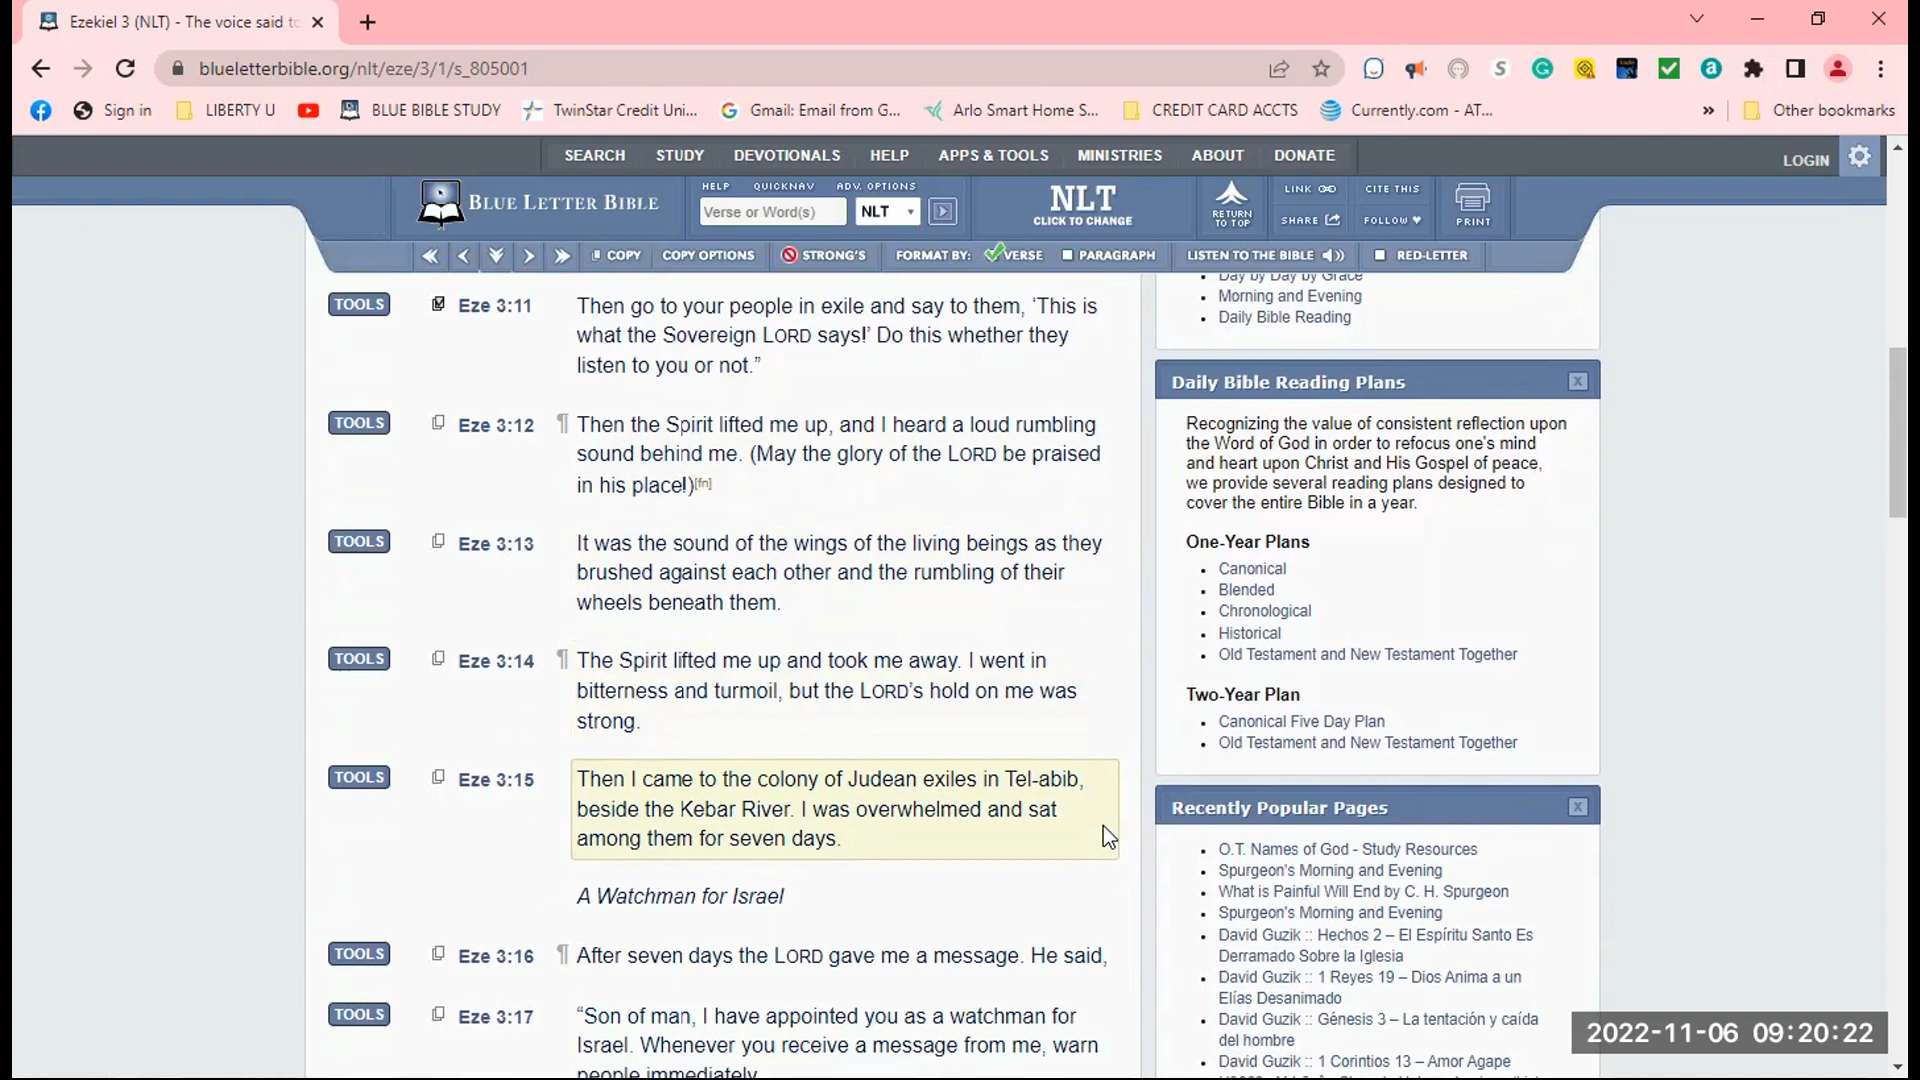 Ezekiel 3 (NLT) - The voice said to
blueletterbible.org/nlt/eze/3/1/s_805001
Sign in
LIBERTY U
BLUE BIBLE STUDY
TwinStar Credit Uni...
Gmail: Email from G...
Arlo Smart Home S...
CREDIT CARD ACCTS
Currently.com - AT...
»
Other bookmarks
SEARCH STUDY DEVOTIONALS HELP APPS & TOOLS MINISTRIES ABOUT DONATE
LOGIN
BLUE LETTER BIBLE
HELP QUICKNAV ADV. OPTIONS
Verse or Word(s)
NLT
NLT
CLICK TO CHANGE
RETURN
TO TOP
LINK
CITE THIS
SHARE
FOLLOW
PRINT
COPY COPY OPTIONS STRONG'S FORMAT BY: VERSE PARAGRAPH LISTEN TO THE BIBLE RED-LETTER
TOOLS Eze 3:11 Then go to your people in exile and say to them, ‘This is
what the Sovereign LORD says!’ Do this whether they
listen to you or not.”
TOOLS Eze 3:12 ¶ Then the Spirit lifted me up, and I heard a loud rumbling
sound behind me. (May the glory of the LORD be praised
in his place!)[fn]
TOOLS Eze 3:13 It was the sound of the wings of the living beings as they
brushed against each other and the rumbling of their
wheels beneath them.
TOOLS Eze 3:14 ¶ The Spirit lifted me up and took me away. I went in
bitterness and turmoil, but the LORD’s hold on me was
strong.
TOOLS Eze 3:15 Then I came to the colony of Judean exiles in Tel-abib,
beside the Kebar River. I was overwhelmed and sat
among them for seven days.
A Watchman for Israel
TOOLS Eze 3:16 ¶ After seven days the LORD gave me a message. He said,
TOOLS Eze 3:17 “Son of man, I have appointed you as a watchman for
Israel. Whenever you receive a message from me, warn
people immediately.
Day by Day by Grace
Morning and Evening
Daily Bible Reading
Daily Bible Reading Plans
Recognizing the value of consistent reflection upon
the Word of God in order to refocus one's mind
and heart upon Christ and His Gospel of peace,
we provide several reading plans designed to
cover the entire Bible in a year.
One-Year Plans
Canonical
Blended
Chronological
Historical
Old Testament and New Testament Together
Two-Year Plan
Canonical Five Day Plan
Old Testament and New Testament Together
Recently Popular Pages
O.T. Names of God - Study Resources
Spurgeon's Morning and Evening
What is Painful Will End by C. H. Spurgeon
Spurgeon's Morning and Evening
David Guzik :: Hechos 2 – El Espíritu Santo Es
Derramado Sobre la Iglesia
David Guzik :: 1 Reyes 19 – Dios Anima a un
Elías Desanimado
David Guzik :: Génesis 3 – La tentación y caída
del hombre
David Guzik :: 1 Corintios 13 – Amor Agape
2022-11-06 09:20:22